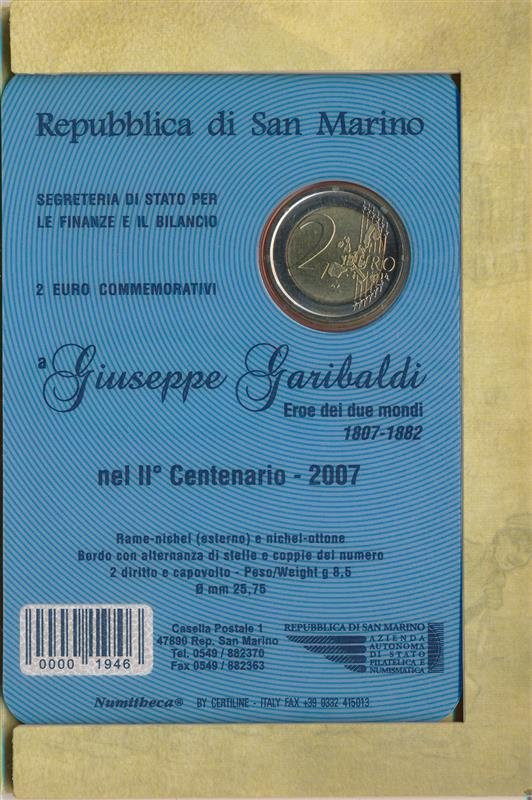 Repubblica di San Marino
SEGRETERIA DI STATO PER
LE FINANZE E IL BILANCIO
2 EURO
2 EURO COMMEMORATIVI
a Giuseppe Garibaldi
Eroe dei due mondi
1807-1882
nel II° Centenario - 2007
Rame-nichel (esterno) e nichel-ottone
Bordo con alternanza di stelle e coppie del numero
2 diritto e capovolto - Peso/Weight g 8,5
Ø mm 25,75
0000 1946
Casella Postale 1
47890 Rep. San Marino
Tel. 0549 / 882370
Fax 0549 / 882363
REPUBBLICA DI SAN MARINO
AZIENDA
AUTONOMA
DI STATO
FILATELICA E
NUMISMATICA
Numitheca® BY CERTILINE - ITALY FAX +39 0332 415013